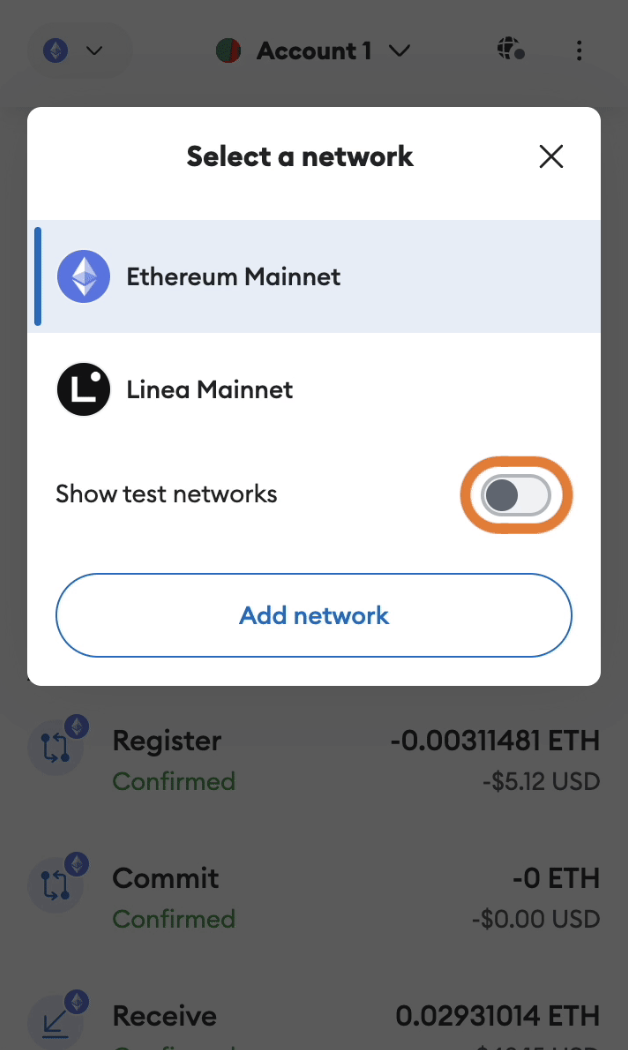 Account 1
Select a network
Ethereum Mainnet
Linea Mainnet
Show test networks
Add network
Register -0.00311481 ETH
Confirmed -$5.12 USD
Commit -0 ETH
Confirmed -$0.00 USD
Receive 0.02931014 ETH